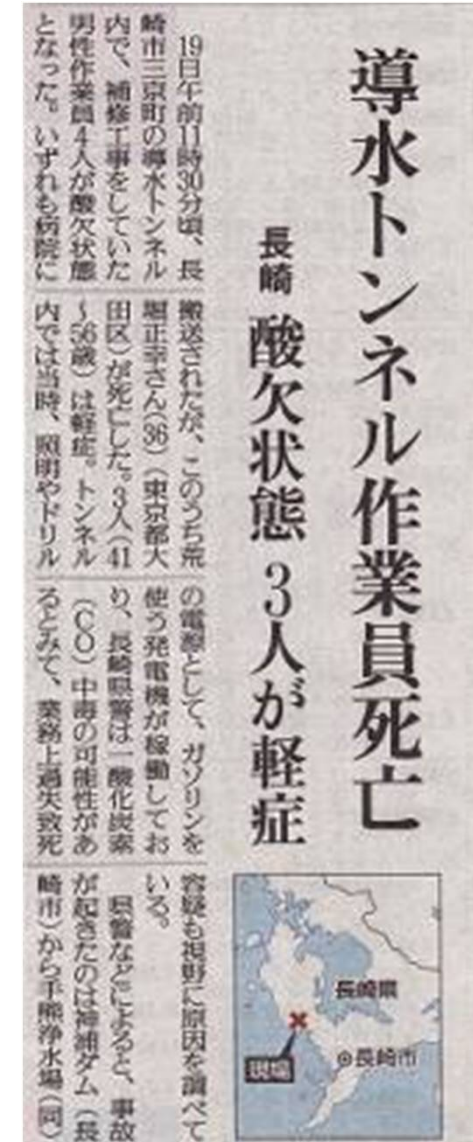 導水トンネル作業員死亡
長崎 酸欠状態 3人が軽症
19日午前11時30分頃、長
崎市三京町の導水トンネル
内で、補修工事をしていた
男性作業員4人が酸欠状態
となった。いずれも病院に
搬送されたが、このうち荒
堀正幸さん(36)(東京都大
田区)が死亡した。3人(41
~56歳)は軽症。トンネル
内では当時、照明やドリル
の電源として、ガソリンを
使う発電機が稼働してお
り、長崎県警は一酸化炭素
(CO)中毒の可能性があ
るとみて、業務上過失致死
容疑も視野に原因を調べて
いる。
県警などによると、事故
が起きたのは神浦ダム(長
崎市)から手熊浄水場(同)
長崎県
長崎市
現場